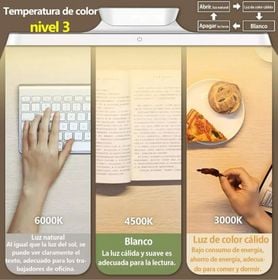 Temperatura de color
nivel 3
Abrir luz natural
Luz de color cálido
Apagar
Blanco
6000K
Luz natural
Al igual que la luz del sol, se
puede ver claramente el
texto, adecuado para los tra-
bajadores de oficina.
4500K
Blanco
La luz cálida y suave es
adecuada para la lectura.
3000K
Luz de color cálido
Bajo consumo de energía,
ahorro de energía, adecua-
do para comer y dormir.